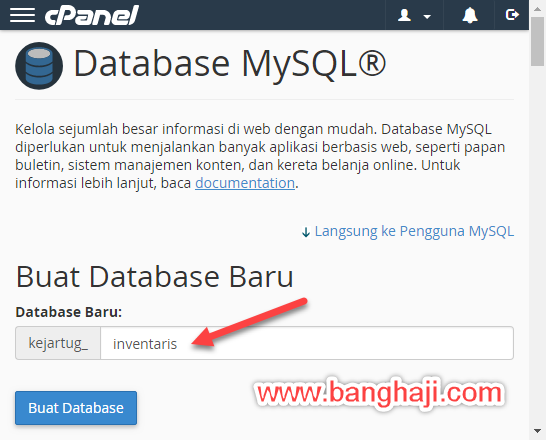 cPanel
Database MySQL®
Kelola sejumlah besar informasi di web dengan mudah. Database MySQL
diperlukan untuk menjalankan banyak aplikasi berbasis web, seperti papan
buletin, sistem manajemen konten, dan kereta belanja online. Untuk
informasi lebih lanjut, baca documentation.
Langsung ke Pengguna MySQL
Buat Database Baru
Database Baru:
kejartug_ inventaris
www.banghaji.com
Buat Database